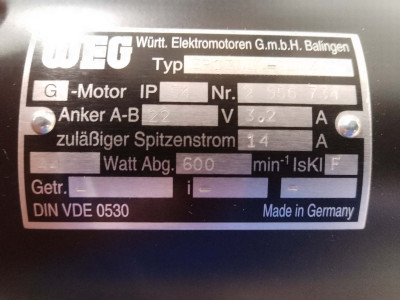 WEG Württ. Elektromotoren G.m.b.H. Balingen
Typ
G -Motor IP Nr.
Anker A-B 22 V 3,2 A
zuläßiger Spitzenstrom 14 A
Watt Abg. 600 min⁻¹ IsKl F
Getr. – i = –
DIN VDE 0530 Made in Germany